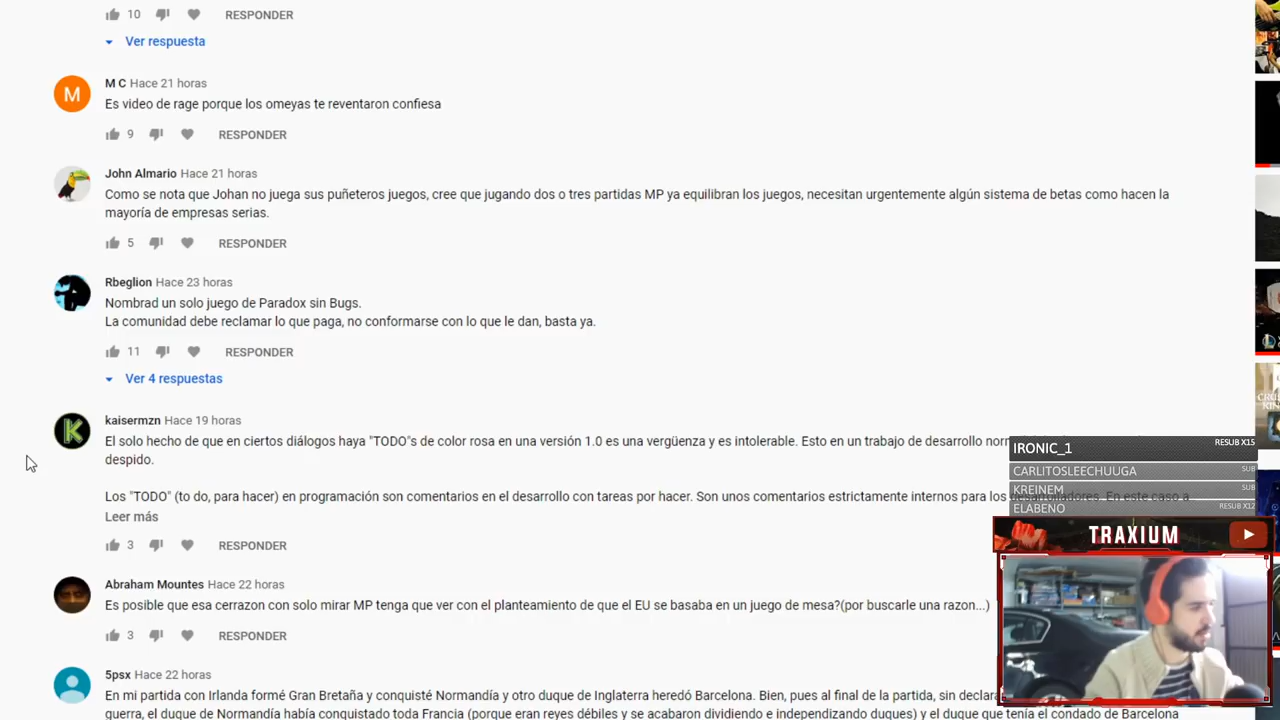 10 RESPONDER
Ver respuesta
M
M C Hace 21 horas
Es video de rage porque los omeyas te reventaron confiesa
9 RESPONDER
John Almario Hace 21 horas
Como se nota que Johan no juega sus puñeteros juegos, cree que jugando dos o tres partidas MP ya equilibran los juegos, necesitan urgentemente algún sistema de betas como hacen la
mayoría de empresas serias.
5 RESPONDER
Rbeglion Hace 23 horas
Nombrad un solo juego de Paradox sin Bugs.
La comunidad debe reclamar lo que paga, no conformarse con lo que le dan, basta ya.
11 RESPONDER
Ver 4 respuestas
K
kaisermzn Hace 19 horas
El solo hecho de que en ciertos diálogos haya "TODO"s de color rosa en una versión 1.0 es una vergüenza y es intolerable. Esto en un trabajo de desarrollo
despido.
Los "TODO" (to do, para hacer) en programación son comentarios en el desarrollo con tareas por hacer. Son unos comentarios estrictamente internos para los desarrolladores. En este caso a
Leer más
3 RESPONDER
Abraham Mountes Hace 22 horas
Es posible que esa cerrazon con solo mirar MP tenga que ver con el planteamiento de que el EU se basaba en un juego de mesa?(por buscarle una razon...)
3 RESPONDER
5psx Hace 22 horas
En mi partida con Irlanda formé Gran Bretaña y conquisté Normandía y otro duque de Inglaterra heredó Barcelona. Bien, pues al final de la partida, sin
guerra, el duque de Normandía había conquistado toda Francia (porque eran reyes débiles y se acabaron dividiendo e independizando duques) y el duque que tenía el condado de Barcelona
IRONIC_1 RESUB X15
CARLITOSLEECHUUGA SUB
KREINEM SUB
ELABENO RESUB X12
TRAXIUM